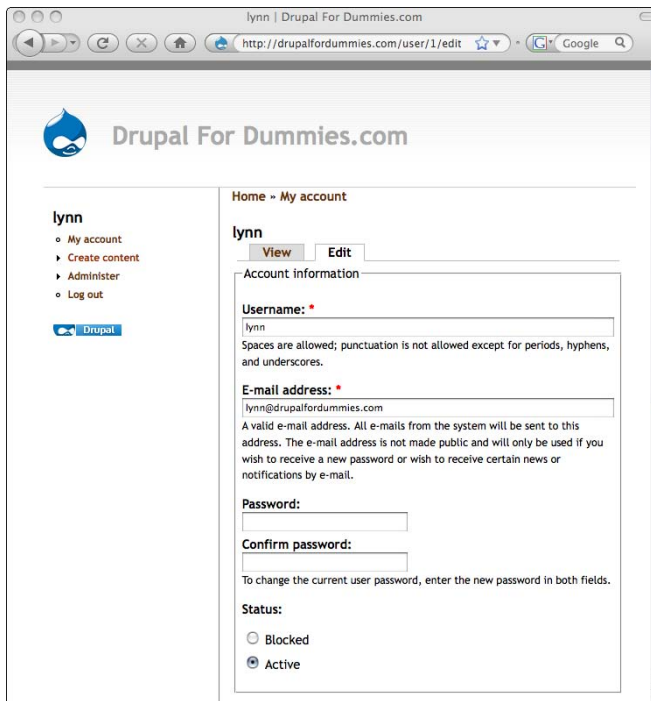 lynn | Drupal For Dummies.com
http://drupalfordummies.com/user/1/edit
Google
Drupal For Dummies.com
lynn
My account
Create content
Administer
Log out
Drupal
Home » My account
lynn
View
Edit
Account information
Username: *
lynn
Spaces are allowed; punctuation is not allowed except for periods, hyphens,
and underscores.
E-mail address: *
lynn@drupalfordummies.com
A valid e-mail address. All e-mails from the system will be sent to this
address. The e-mail address is not made public and will only be used if you
wish to receive a new password or wish to receive certain news or
notifications by e-mail.
Password:
Confirm password:
To change the current user password, enter the new password in both fields.
Status:
Blocked
Active